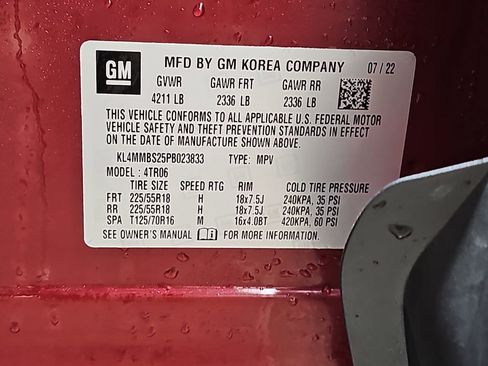 GM
MFD BY GM KOREA COMPANY 07/22
GVWR GAWR FRT GAWR RR
4211 LB 2336 LB 2336 LB
THIS VEHICLE CONFORMS TO ALL APPLICABLE U.S. FEDERAL MOTOR
VEHICLE SAFETY AND THEFT PREVENTION STANDARDS IN EFFECT
ON THE DATE OF MANUFACTURE SHOWN ABOVE.
KL4MMBS25PB023833 TYPE: MPV
MODEL: 4TR06
TIRE SIZE SPEED RTG RIM COLD TIRE PRESSURE
FRT 225/55R18 H 18x7.5J 240KPA, 35 PSI
RR 225/55R18 H 18x7.5J 240KPA, 35 PSI
SPA T125/70R16 M 16x4.0BT 420KPA, 60 PSI
SEE OWNER'S MANUAL FOR MORE INFORMATION.